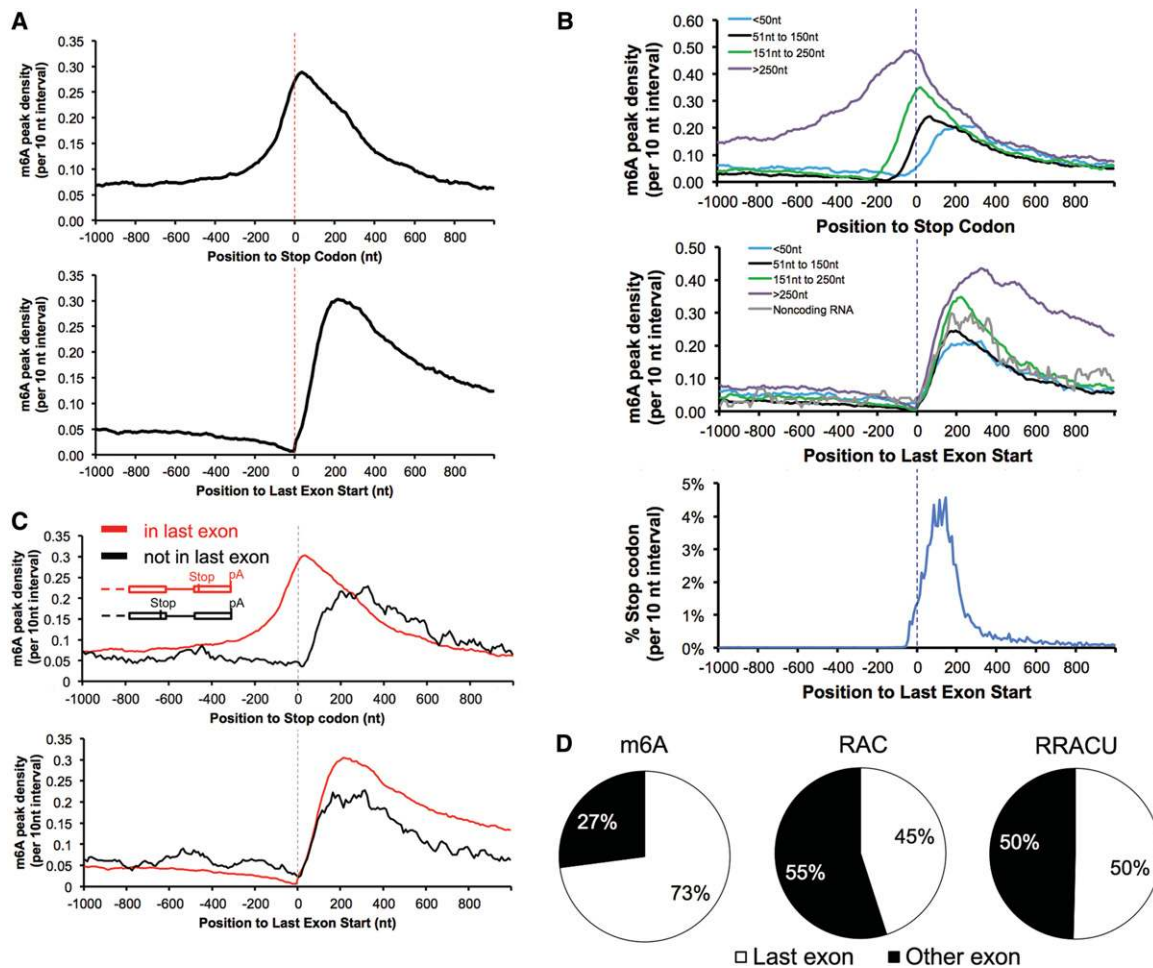 A
m6A peak density
(per 10 nt interval)
0.35
0.30
0.25
0.20
0.15
0.10
0.05
0.00
-1000 -800 -600 -400 -200 0 200 400 600 800
Position to Stop Codon (nt)
m6A peak density
(per 10 nt interval)
0.35
0.30
0.25
0.20
0.15
0.10
0.05
0.00
-1000 -800 -600 -400 -200 0 200 400 600 800
Position to Last Exon Start (nt)
B
m6A peak density
(per 10 nt interval)
0.60
0.50
0.40
0.30
0.20
0.10
0.00
<50nt
51nt to 150nt
151nt to 250nt
>250nt
-1000 -800 -600 -400 -200 0 200 400 600 800
Position to Stop Codon
m6A peak density
(per 10 nt interval)
0.50
0.40
0.30
0.20
0.10
0.00
<50nt
51nt to 150nt
151nt to 250nt
>250nt
Noncoding RNA
-1000 -800 -600 -400 -200 0 200 400 600 800
Position to Last Exon Start
% Stop codon
(per 10 nt interval)
5%
4%
3%
2%
1%
0%
-1000 -800 -600 -400 -200 0 200 400 600 800
Position to Last Exon Start
C
m6A peak density
(per 10nt interval)
0.35
0.3
0.25
0.2
0.15
0.1
0.05
0
in last exon
not in last exon
Stop pA
Stop pA
-1000 -800 -600 -400 -200 0 200 400 600 800
Position to Stop codon (nt)
m6A peak density
(per 10nt interval)
0.35
0.3
0.25
0.2
0.15
0.1
0.05
0
-1000 -800 -600 -400 -200 0 200 400 600 800
Position to Last Exon Start (nt)
D
m6A
27%
73%
RAC
45%
55%
RRACU
50%
50%
Last exon Other exon